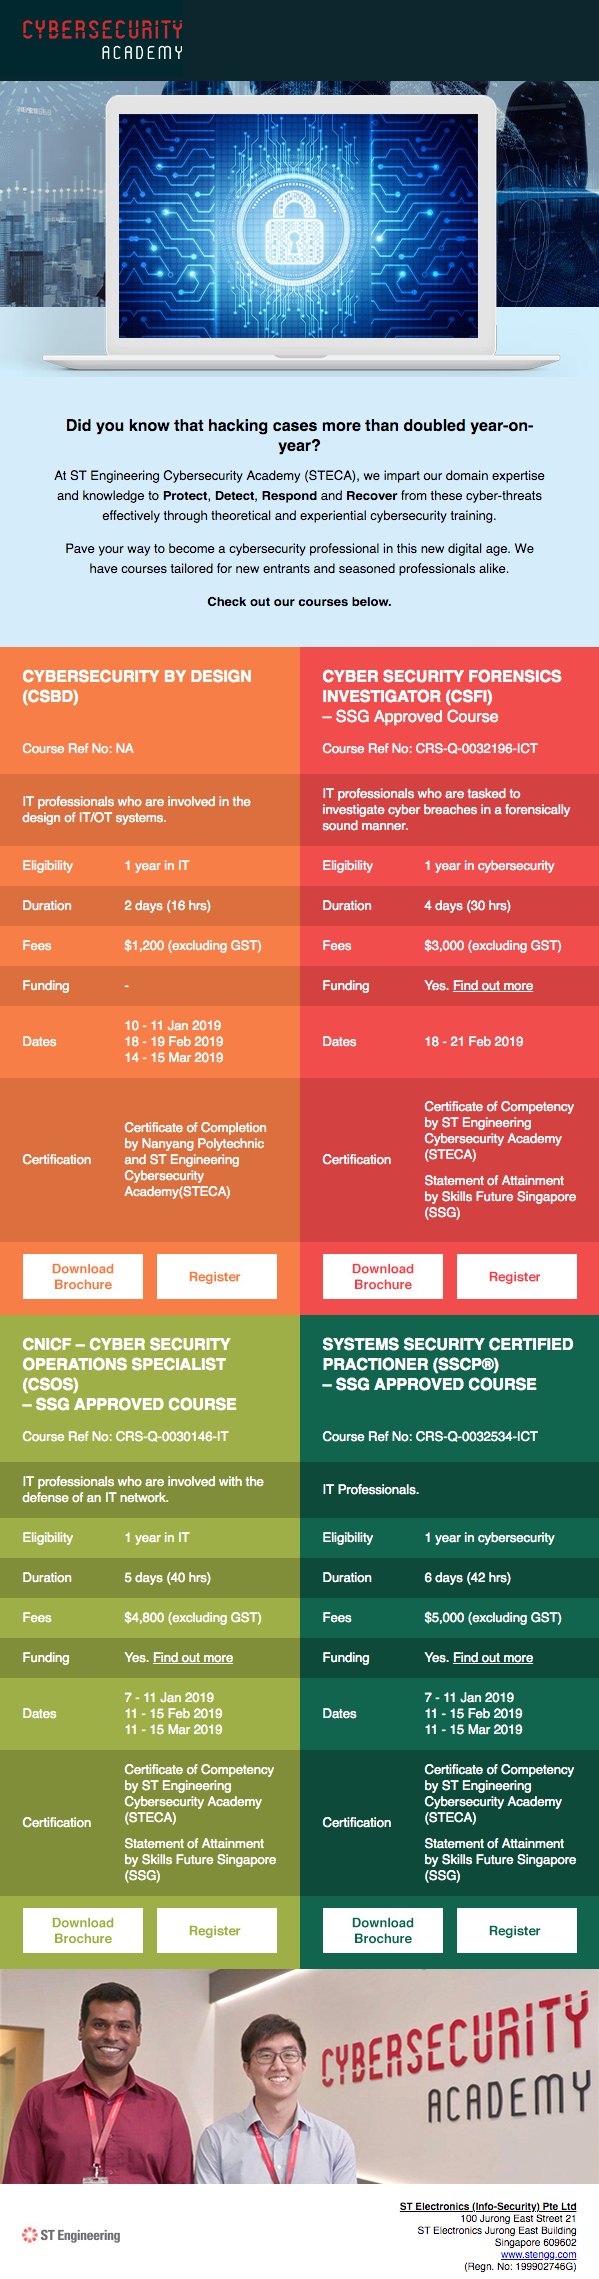 CYBERSECURITY
ACADEMY
Did you know that hacking cases more than doubled year-on-
year?
At ST Engineering Cybersecurity Academy (STECA), we impart our domain expertise
and knowledge to Protect, Detect, Respond and Recover from these cyber-threats
effectively through theoretical and experiential cybersecurity training.
Pave your way to become a cybersecurity professional in this new digital age. We
have courses tailored for new entrants and seasoned professionals alike.
Check out our courses below.
CYBERSECURITY BY DESIGN
(CSBD)
Course Ref No: NA
IT professionals who are involved in the
design of IT/OT systems.
Eligibility 1 year in IT
Duration 2 days (16 hrs)
Fees $1,200 (excluding GST)
Funding -
10 - 11 Jan 2019
Dates 18 - 19 Feb 2019
14 - 15 Mar 2019
Certificate of Completion
by Nanyang Polytechnic
Certification and ST Engineering
Cybersecurity
Academy(STECA)
Download
Brochure
Register
CYBER SECURITY FORENSICS
INVESTIGATOR (CSFI)
– SSG Approved Course
Course Ref No: CRS-Q-0032196-ICT
IT professionals who are tasked to
investigate cyber breaches in a forensically
sound manner.
Eligibility 1 year in cybersecurity
Duration 4 days (30 hrs)
Fees $3,000 (excluding GST)
Funding Yes. Find out more
Dates 18 - 21 Feb 2019
Certificate of Competency
by ST Engineering
Cybersecurity Academy
(STECA)
Certification
Statement of Attainment
by Skills Future Singapore
(SSG)
Download
Brochure
Register
CNICF – CYBER SECURITY
OPERATIONS SPECIALIST
(CSOS)
– SSG APPROVED COURSE
Course Ref No: CRS-Q-0030146-IT
IT professionals who are involved with the
defense of an IT network.
Eligibility 1 year in IT
Duration 5 days (40 hrs)
Fees $4,800 (excluding GST)
Funding Yes. Find out more
7 - 11 Jan 2019
Dates 11 - 15 Feb 2019
11 - 15 Mar 2019
Certificate of Competency
by ST Engineering
Cybersecurity Academy
(STECA)
Certification
Statement of Attainment
by Skills Future Singapore
(SSG)
Download
Brochure
Register
SYSTEMS SECURITY CERTIFIED
PRACTIONER (SSCP®)
– SSG APPROVED COURSE
Course Ref No: CRS-Q-0032534-ICT
IT Professionals.
Eligibility 1 year in cybersecurity
Duration 6 days (42 hrs)
Fees $5,000 (excluding GST)
Funding Yes. Find out more
7 - 11 Jan 2019
Dates 11 - 15 Feb 2019
11 - 15 Mar 2019
Certificate of Competency
by ST Engineering
Cybersecurity Academy
(STECA)
Certification
Statement of Attainment
by Skills Future Singapore
(SSG)
Download
Brochure
Register
CYBERSECURITY
ACADEMY
ST Engineering
ST Electronics (Info-Security) Pte Ltd
100 Jurong East Street 21
ST Electronics Jurong East Building
Singapore 609602
www.stengg.com
(Regn. No: 199902746G)